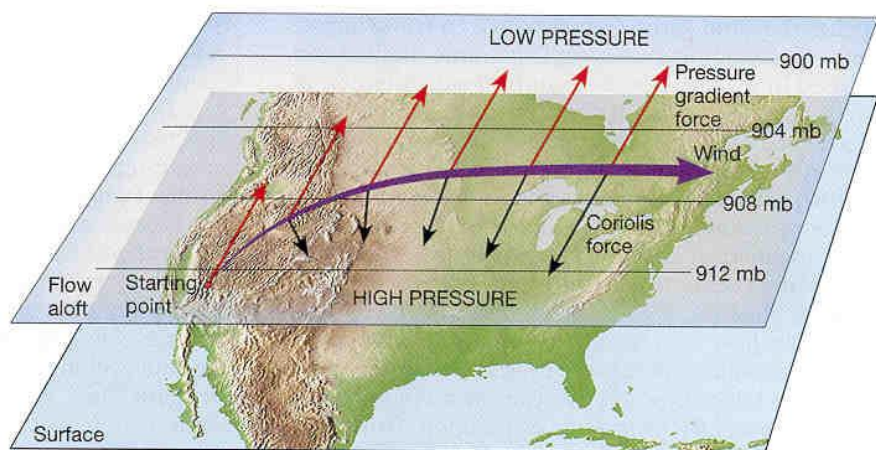 LOW PRESSURE
900 mb
Pressure
gradient
force
904 mb
Wind
908 mb
Coriolis
force
912 mb
Flow
aloft
Starting
point
HIGH PRESSURE
Surface